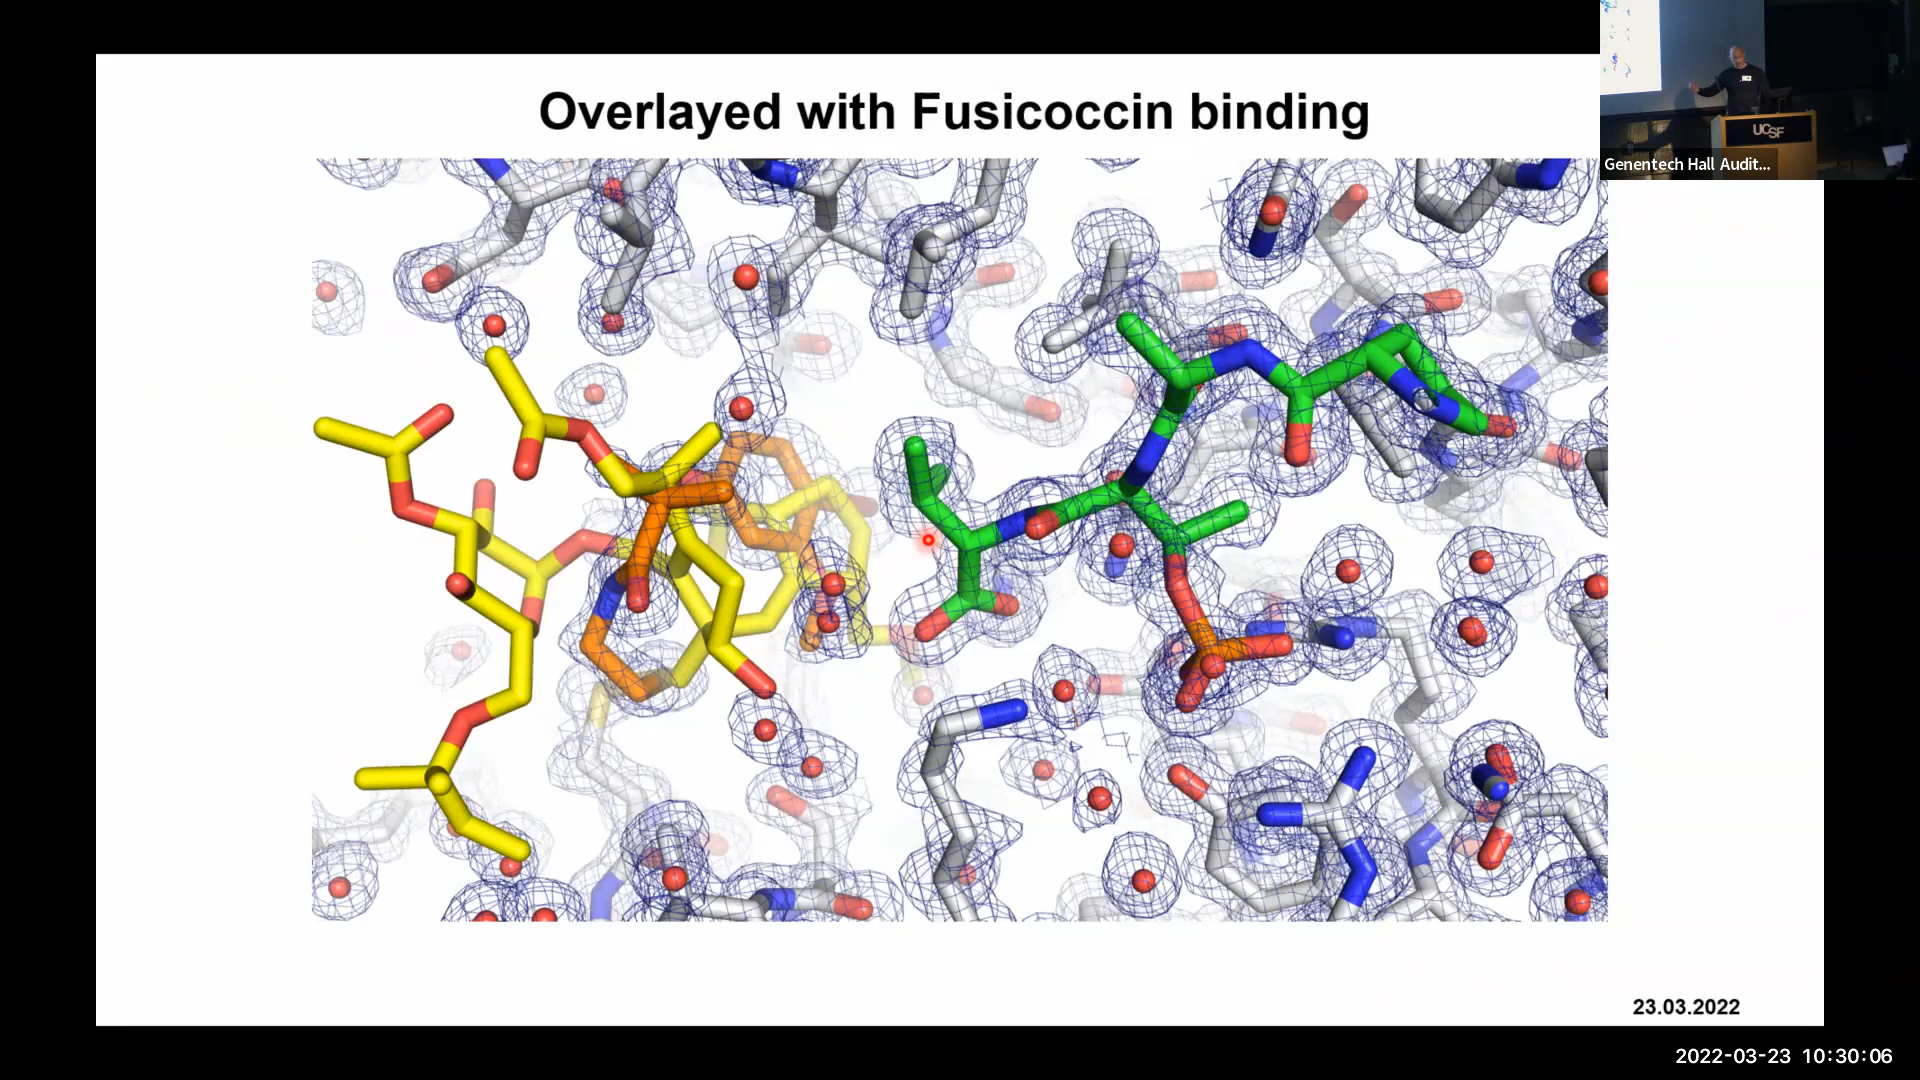 Overlayed with Fusicoccin binding
UCSF
Genentech Hall Audit...
23.03.2022
2022-03-23 10:30:06